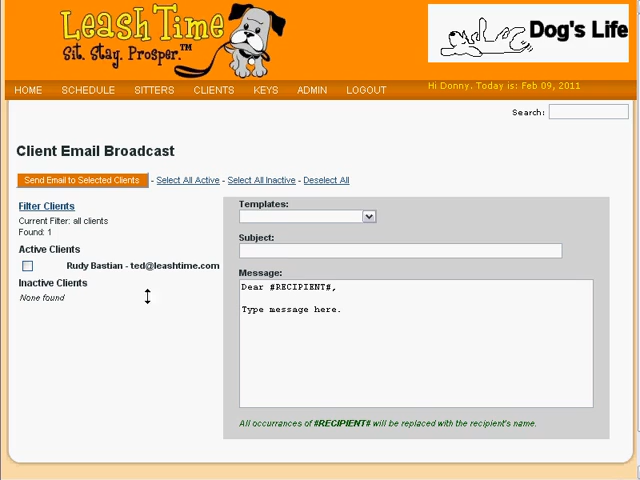 Leash Time
Sit. Stay. Prosper.™
Dog's Life
HOME SCHEDULE SITTERS CLIENTS KEYS ADMIN LOGOUT
Hi Donny. Today is: Feb 09, 2011
Search:
Client Email Broadcast
Send Email to Selected Clients - Select All Active - Select All Inactive - Deselect All
Filter Clients
Current Filter: all clients
Found: 1
Active Clients
Rudy Bastian - ted@leashtime.com
Inactive Clients
None found
Templates:
Subject:
Message:
Dear #RECIPIENT#,
Type message here.
All occurrances of #RECIPIENT# will be replaced with the recipient's name.